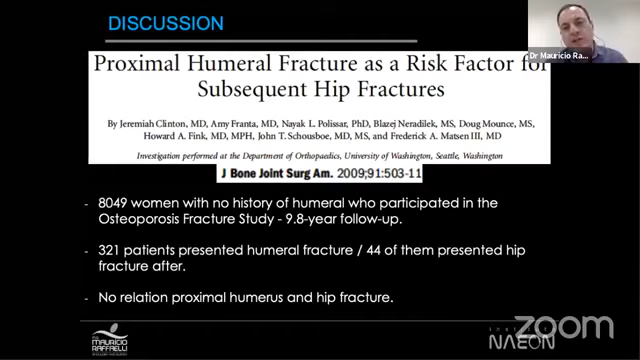 DISCUSSION
Dr Mauricio Ra...
Proximal Humeral Fracture as a Risk Factor for
Subsequent Hip Fractures
By Jeremiah Clinton, MD, Amy Franta, MD, Nayak L. Polissar, PhD, Blazej Neradilek, MS, Doug Mounce, MS,
Howard A. Fink, MD, MPH, John T. Schousboe, MD, MS, and Frederick A. Matsen III, MD
Investigation performed at the Department of Orthopaedics, University of Washington, Seattle, Washington
J Bone Joint Surg Am. 2009;91:503-11
- 8049 women with no history of humeral who participated in the
Osteoporosis Fracture Study - 9.8-year follow-up.
- 321 patients presented humeral fracture / 44 of them presented hip
fracture after.
- No relation proximal humerus and hip fracture.
MAURICIO
RAFFAELLI
zoom
NAEON